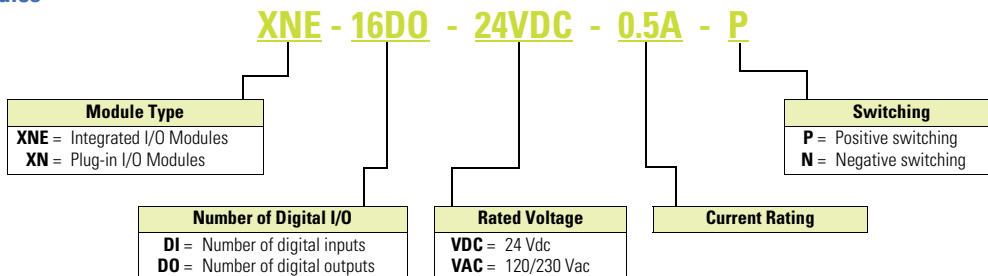 XNE - 16DO - 24VDC - 0.5A - P
Module Type
XNE = Integrated I/O Modules
XN = Plug-in I/O Modules
Switching
P = Positive switching
N = Negative switching
Number of Digital I/O
DI = Number of digital inputs
DO = Number of digital outputs
Rated Voltage
VDC = 24 Vdc
VAC = 120/230 Vac
Current Rating